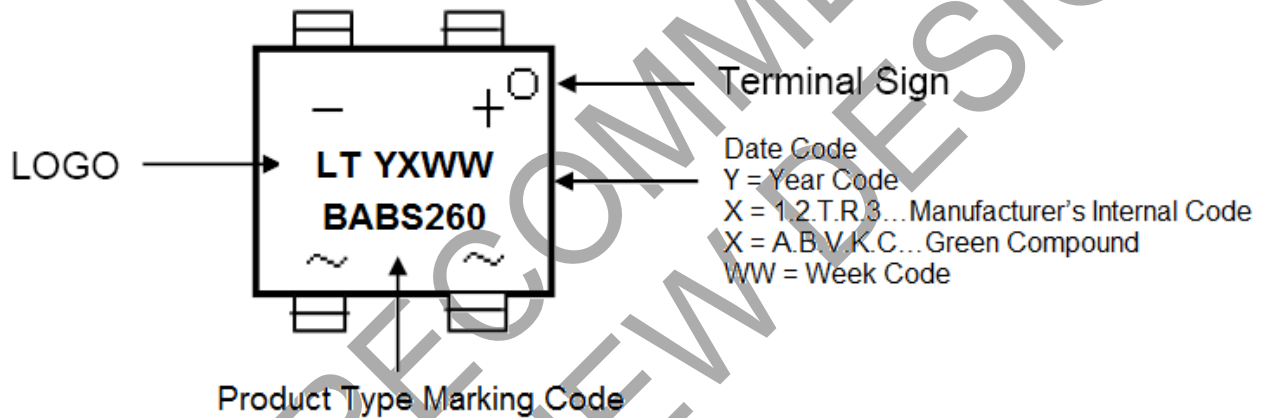 − +
Terminal Sign
LOGO
LT YXWW
BABS260
~ ~
Date Code
Y = Year Code
X = 1.2.T.R.3...Manufacturer's Internal Code
X = A.B.V.K.C...Green Compound
WW = Week Code
Product Type Marking Code